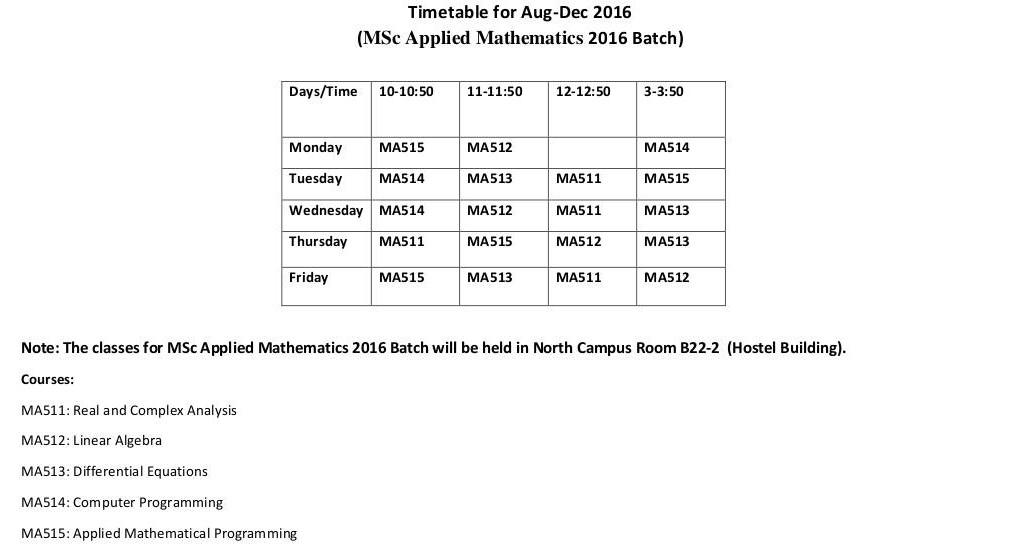 Timetable for Aug-Dec 2016
(MSc Applied Mathematics 2016 Batch)
Days/Time 10-10:50 11-11:50 12-12:50 3-3:50
Monday MA515 MA512 MA514
Tuesday MA514 MA513 MA511 MA515
Wednesday MA514 MA512 MA511 MA513
Thursday MA511 MA515 MA512 MA513
Friday MA515 MA513 MA511 MA512
Note: The classes for MSc Applied Mathematics 2016 Batch will be held in North Campus Room B22-2 (Hostel Building).
Courses:
MA511: Real and Complex Analysis
MA512: Linear Algebra
MA513: Differential Equations
MA514: Computer Programming
MA515: Applied Mathematical Programming